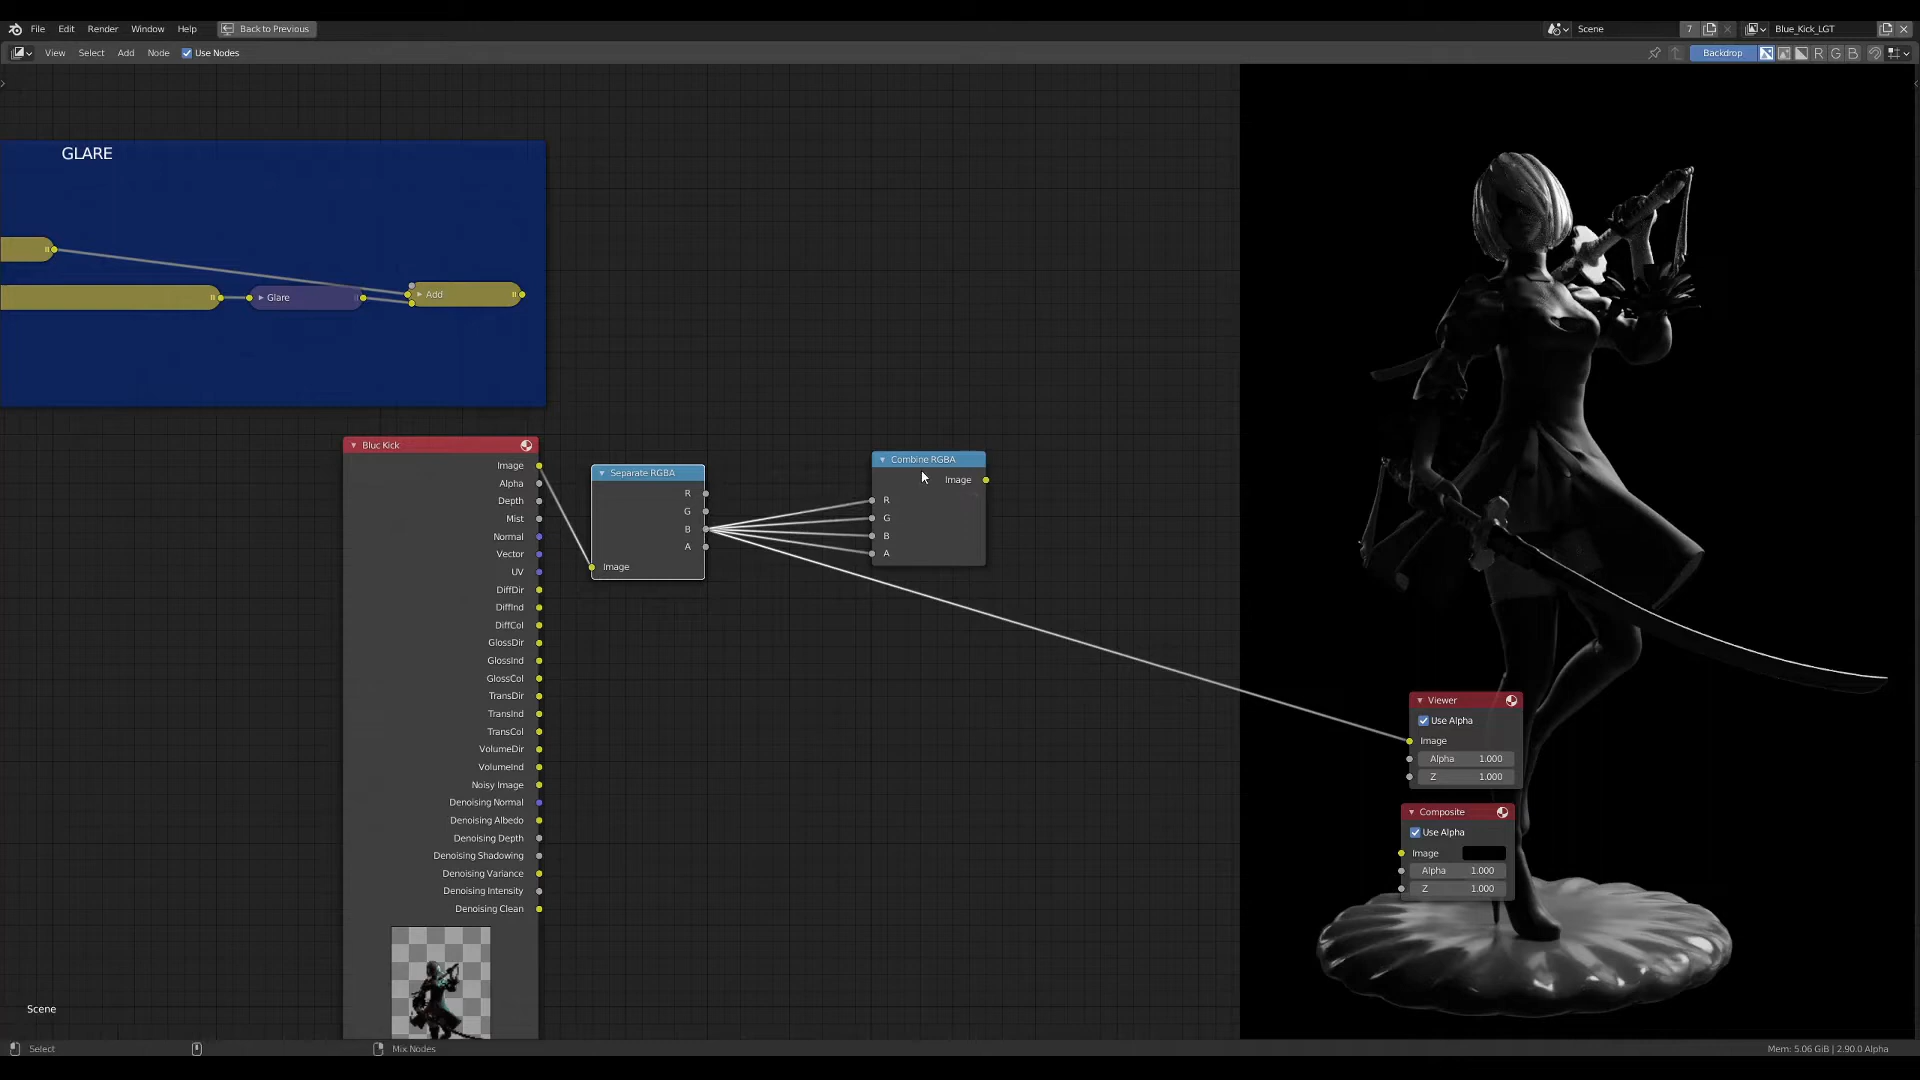 File Edit Render Window Help Back to Previous Scene 7 Blue_Kick_LGT
View Select Add Node Use Nodes Backdrop R G B
GLARE
Add
Glare
Bluc Kick
Image
Alpha
Depth
Mist
Normal
Vector
UV
DiffDir
DiffInd
DiffCol
GlossDir
GlossInd
GlossCol
TransDir
TransInd
TransCol
VolumeDir
VolumeInd
Noisy Image
Denoising Normal
Denoising Albedo
Denoising Depth
Denoising Shadowing
Denoising Variance
Denoising Intensity
Denoising Clean
Separate RGBA
R
G
B
A
Image
Combine RGBA
Image
R
G
B
A
Viewer
Use Alpha
Image
Alpha 1.000
Z 1.000
Composite
Use Alpha
Image
Alpha 1.000
Z 1.000
Scene
Select Mix Nodes Mem: 5.06 GiB | 2.90.0 Alpha